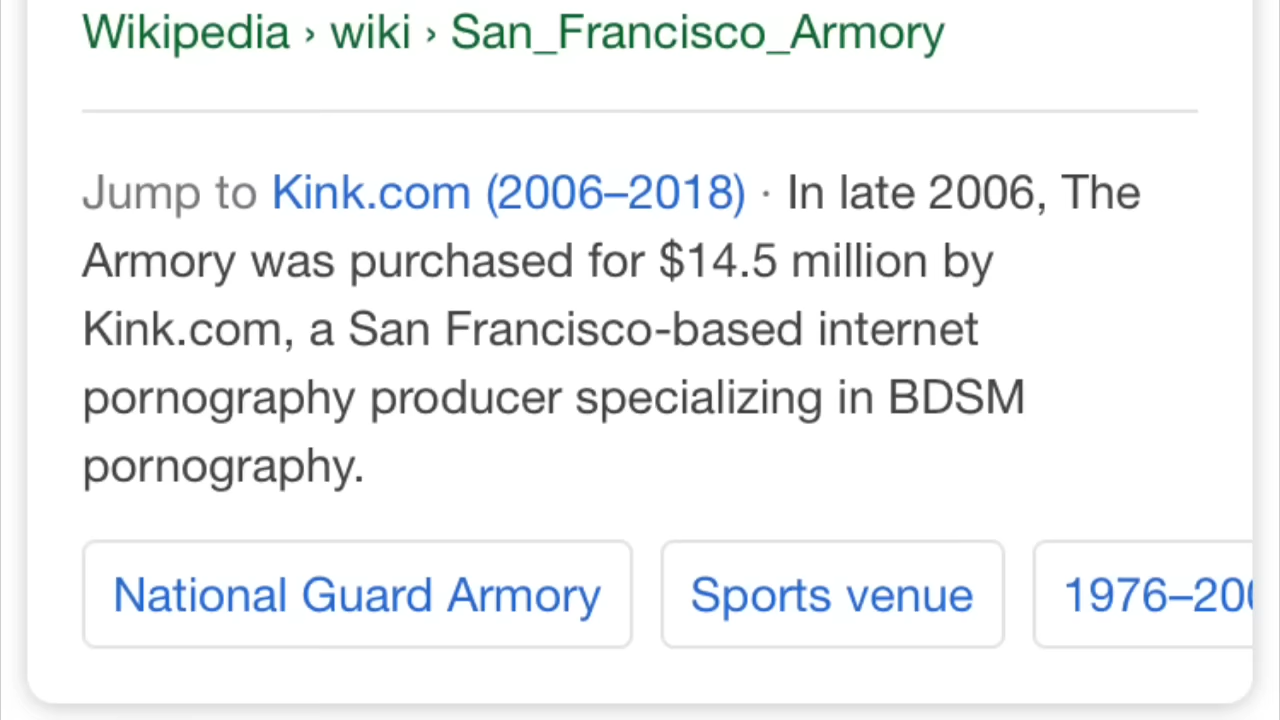 Wikipedia › wiki › San_Francisco_Armory
Jump to Kink.com (2006–2018) · In late 2006, The
Armory was purchased for $14.5 million by
Kink.com, a San Francisco-based internet
pornography producer specializing in BDSM
pornography.
National Guard Armory Sports venue 1976–200